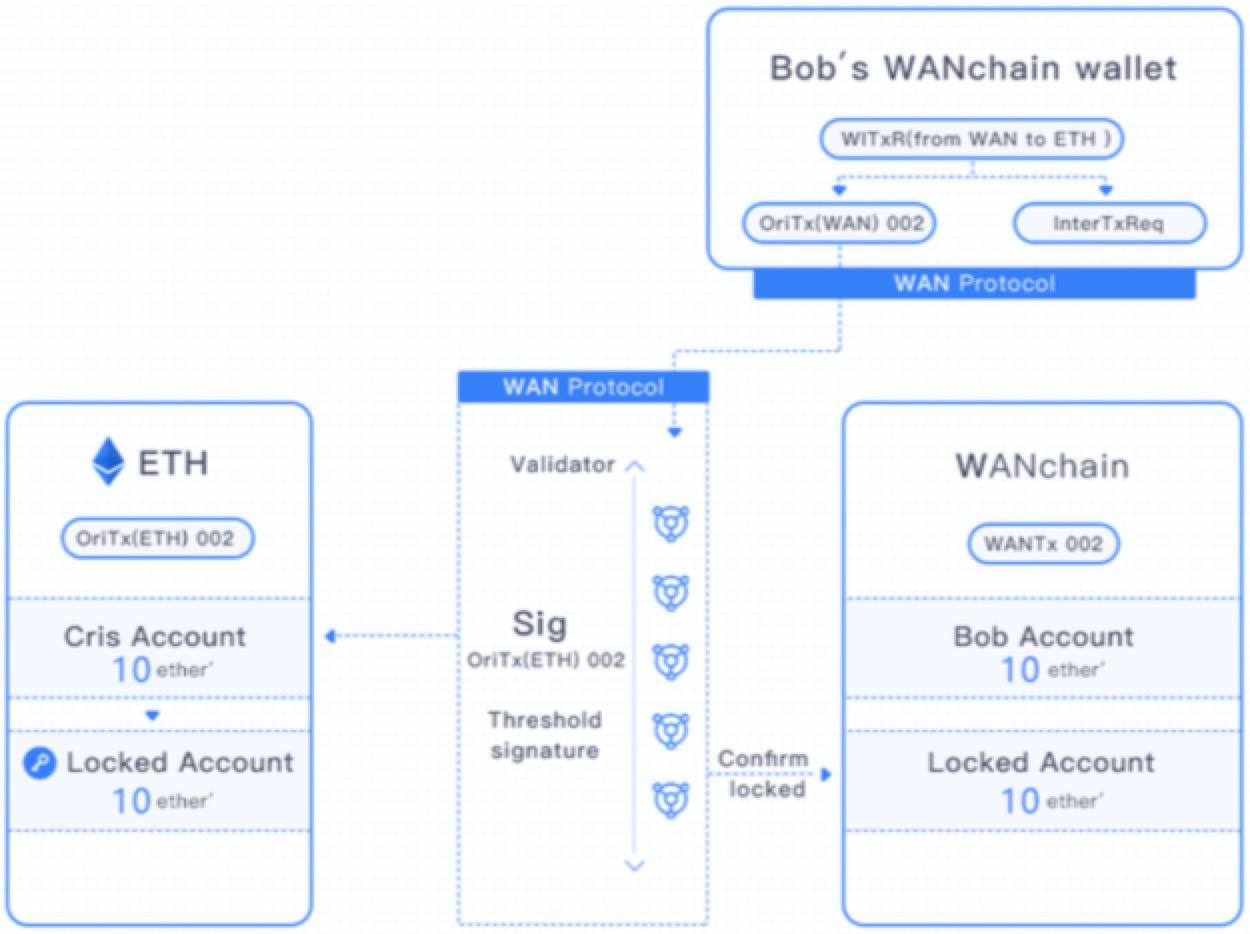 Bob´s WANchain wallet
WITxR(from WAN to ETH )
OriTx(WAN) 002
InterTxReq
WAN Protocol
WAN Protocol
ETH
OriTx(ETH) 002
Cris Account
10 ether′
Locked Account
10 ether′
Validator
Sig
OriTx(ETH) 002
Threshold
signature
Confirm
locked
WANchain
WANTx 002
Bob Account
10 ether′
Locked Account
10 ether′